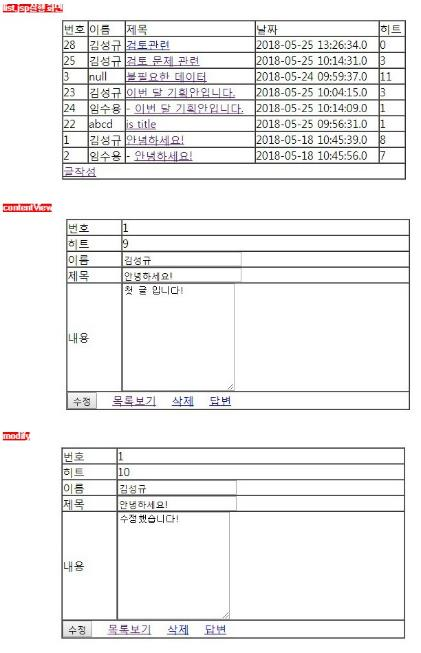 list.jsp실행 화면
번호 이름 제목 날짜 히트
28 김성규 검토관련 2018-05-25 13:26:34.0 0
25 김성규 검토 문제 관련 2018-05-25 10:14:31.0 3
3 null 불필요한 데이터 2018-05-24 09:59:37.0 11
23 김성규 이번 달 기획안입니다. 2018-05-25 10:04:15.0 3
24 임수용 - 이번 달 기획안입니다. 2018-05-25 10:14:09.0 1
22 abcd is title 2018-05-25 09:56:31.0 1
1 김성규 안녕하세요! 2018-05-18 10:45:39.0 8
2 임수용 - 안녕하세요! 2018-05-18 10:45:56.0 7
글작성
contentView
번호 1
히트 9
이름 김성규
제목 안녕하세요!
내용 첫 글 입니다!
수정 목록보기 삭제 답변
modify
번호 1
히트 10
이름 김성규
제목 안녕하세요!
내용 수정했습니다!
수정 목록보기 삭제 답변